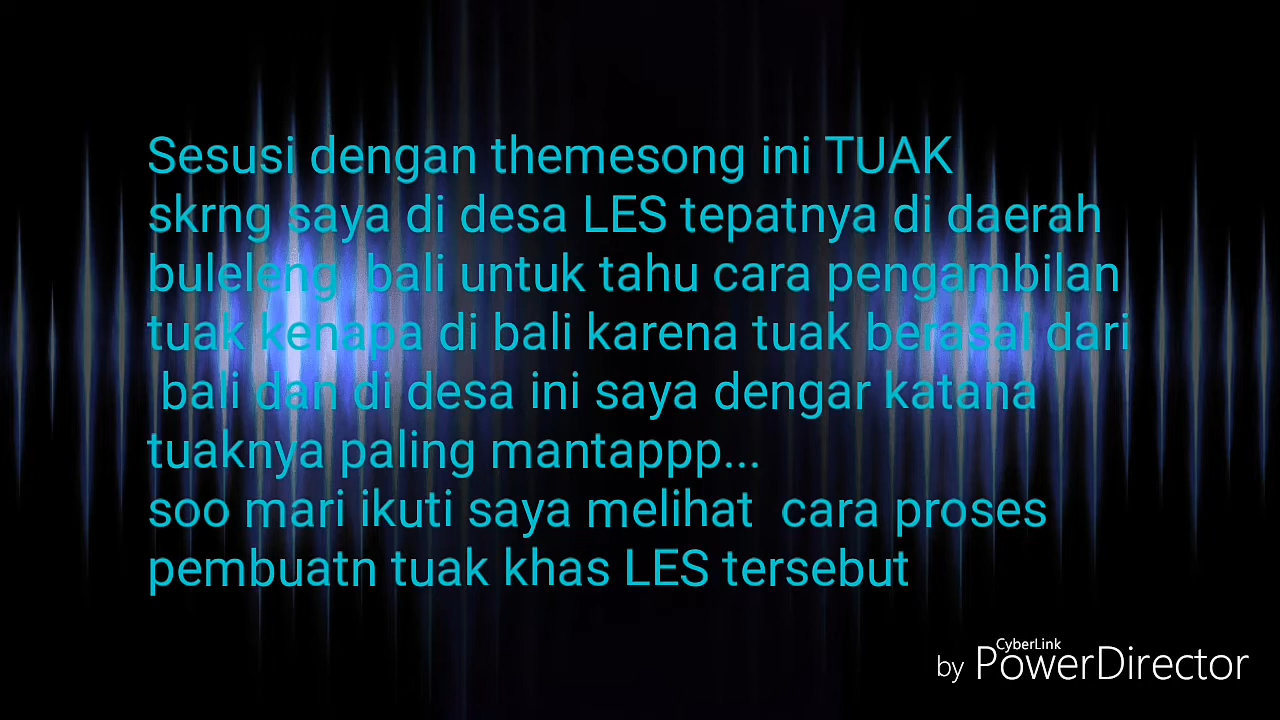 Sesusi dengan themesong ini TUAK
skrng saya di desa LES tepatnya di daerah
buleleng bali untuk tahu cara pengambilan
tuak kenapa di bali karena tuak berasal dari
bali dan di desa ini saya dengar katana
tuaknya paling mantappp...
soo mari ikuti saya melihat cara proses
pembuatn tuak khas LES tersebut
CyberLink
by PowerDirector